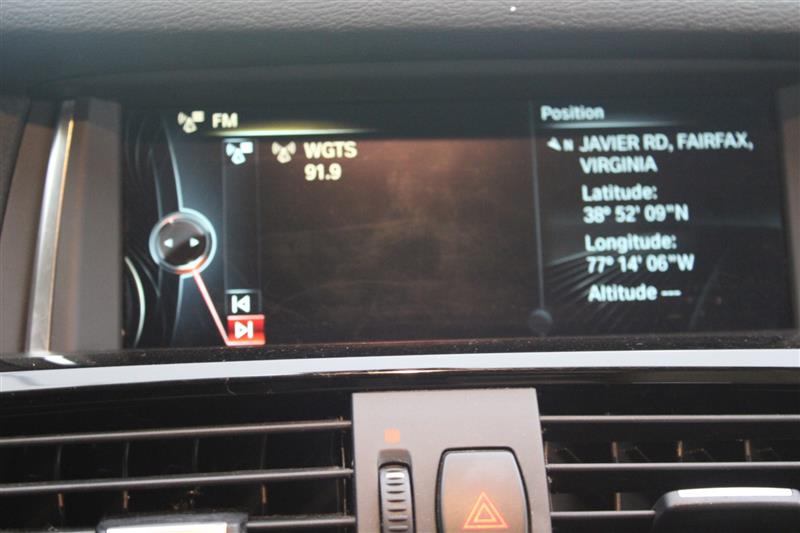 FM
WGTS
91.9
Position
N JAVIER RD, FAIRFAX,
VIRGINIA
Latitude:
38° 52' 09"N
Longitude:
77° 14' 06"W
Altitude ---